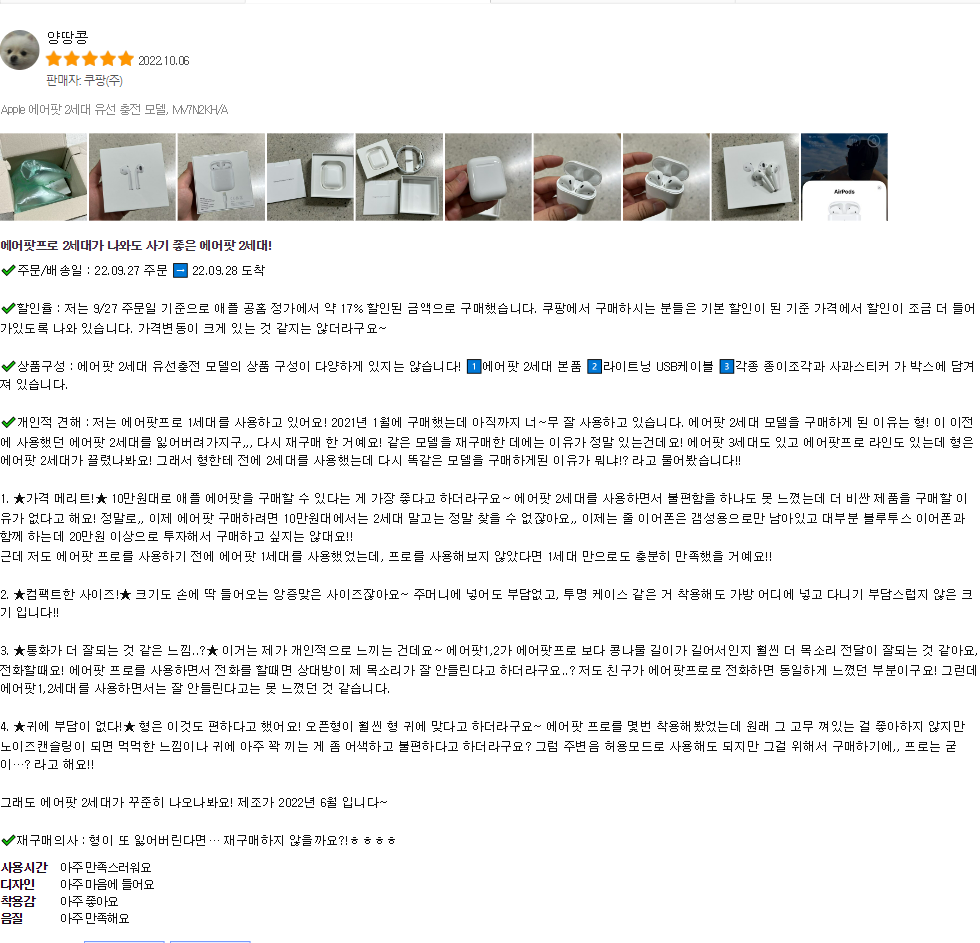 양땅콩
2022.10.06
판매자: 쿠팡(주)
Apple 에어팟 2세대 유선 충전 모델, MV7N2KH/A
AirPods
에어팟프로 2세대가 나와도 사기 좋은 에어팟 2세대!
✔주문/배송일 : 22.09.27 주문 ➡ 22.09.28 도착
✔할인율 : 저는 9/27 주문일 기준으로 애플 공홈 정가에서 약 17% 할인된 금액으로 구매했습니다. 쿠팡에서 구매하시는 분들은 기본 할인이 된 기준 가격에서 할인이 조금 더 들어
가있도록 나와 있습니다. 가격변동이 크게 있는 것 같지는 않더라구요~
✔상품구성 : 에어팟 2세대 유선충전 모델의 상품 구성이 다양하게 있지는 않습니다! 1️⃣에어팟 2세대 본품 2️⃣라이트닝 USB케이블 3️⃣각종 종이조각과 사과스티커 가 박스에 담겨
져 있습니다.
✔개인적 견해 : 저는 에어팟프로 1세대를 사용하고 있어요! 2021년 1월에 구매했는데 아직까지 너~무 잘 사용하고 있습니다. 에어팟 2세대 모델을 구매하게 된 이유는 형! 이 이전
에 사용했던 에어팟 2세대를 잃어버려가지구,,, 다시 재구매 한 거예요! 같은 모델을 재구매한 데에는 이유가 정말 있는건데요! 에어팟 3세대도 있고 에어팟프로 라인도 있는데 형은
에어팟 2세대가 끌렸나봐요! 그래서 형한테 전에 2세대를 사용했는데 다시 똑같은 모델을 구매하게된 이유가 뭐냐!? 라고 물어봤습니다!!
1. ★가격 메리트!★ 10만원대로 애플 에어팟을 구매할 수 있다는 게 가장 좋다고 하더라구요~ 에어팟 2세대를 사용하면서 불편함을 하나도 못 느꼈는데 더 비싼 제품을 구매할 이
유가 없다고 해요! 정말로,, 이제 에어팟 구매하려면 10만원대에서는 2세대 말고는 정말 찾을 수 없잖아요,, 이제는 줄 이어폰은 갬성용으로만 남아있고 대부분 블루투스 이어폰과
함께 하는데 20만원 이상으로 투자해서 구매하고 싶지는 않대요!!
근데 저도 에어팟 프로를 사용하기 전에 에어팟 1세대를 사용했었는데, 프로를 사용해보지 않았다면 1세대 만으로도 충분히 만족했을 거예요!!
2. ★컴팩트한 사이즈!★ 크기도 손에 딱 들어오는 앙증맞은 사이즈잖아요~ 주머니에 넣어도 부담없고, 투명 케이스 같은 거 착용해도 가방 어디에 넣고 다니기 부담스럽지 않은 크
기 입니다!!
3. ★통화가 더 잘되는 것 같은 느낌..?★ 이거는 제가 개인적으로 느끼는 건데요~ 에어팟1,2가 에어팟프로 보다 콩나물 길이가 길어서인지 훨씬 더 목소리 전달이 잘되는 것 같아요,
전화할때요! 에어팟 프로를 사용하면서 전화를 할때면 상대방이 제 목소리가 잘 안들린다고 하더라구요..? 저도 친구가 에어팟프로로 전화하면 동일하게 느꼈던 부분이구요! 그런데
에어팟1,2세대를 사용하면서는 잘 안들린다고는 못 느꼈던 것 같습니다.
4. ★귀에 부담이 없다!★ 형은 이것도 편하다고 했어요! 오픈형이 훨씬 형 귀에 맞다고 하더라구요~ 에어팟 프로를 몇번 착용해봤었는데 원래 그 고무 껴있는 걸 좋아하지 않지만
노이즈캔슬링이 되면 먹먹한 느낌이나 귀에 아주 꽉 끼는 게 좀 어색하고 불편하다고 하더라구요? 그럼 주변음 허용모드로 사용해도 되지만 그걸 위해서 구매하기에,, 프로는 굳
이…? 라고 해요!!
그래도 에어팟 2세대가 꾸준히 나오나봐요! 제조가 2022년 6월 입니다~
✔재구매의사 : 형이 또 잃어버린다면… 재구매하지 않을까요?!ㅎㅎㅎㅎ
사용시간 아주 만족스러워요
디자인 아주 마음에 들어요
착용감 아주 좋아요
음질 아주 만족해요